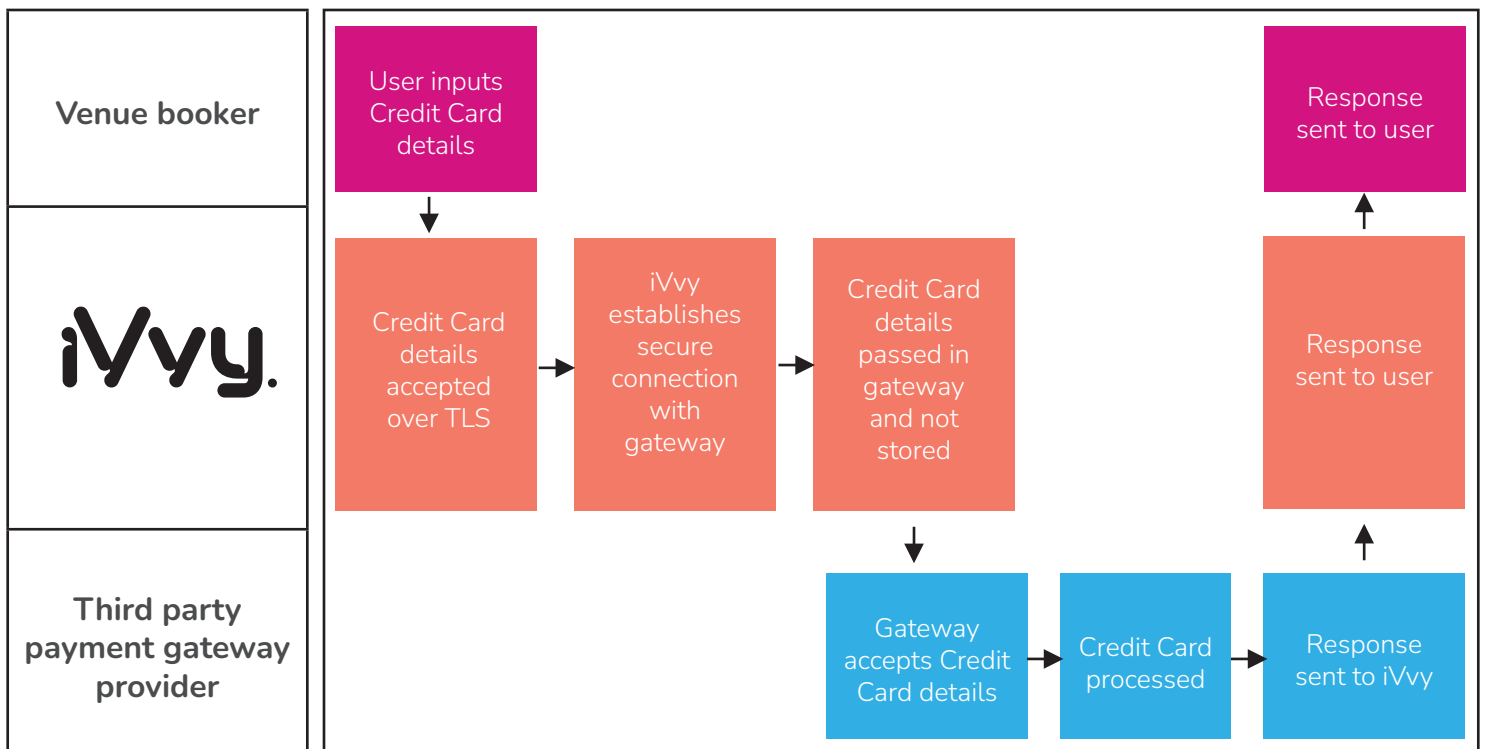 Venue booker
User inputs
Credit Card
details
Response
sent to user
iVvy.
Credit Card
details
accepted
over TLS
iVvy
establishes
secure
connection
with
gateway
Credit Card
details
passed in
gateway
and not
stored
Response
sent to user
Third party
payment gateway
provider
Gateway
accepts Credit
Card details
Credit Card
processed
Response
sent to iVvy